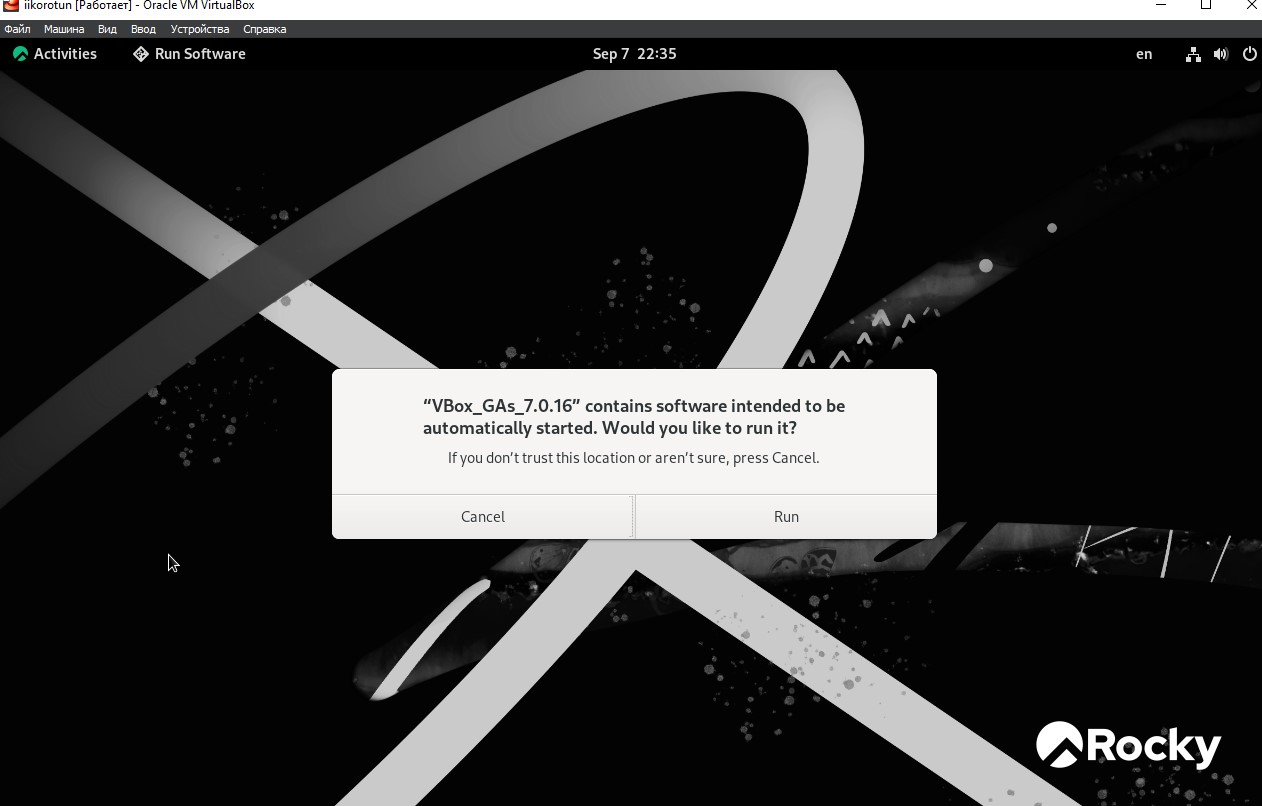 iikorotun [Работает] - Oracle VM VirtualBox
Файл Машина Вид Ввод Устройства Справка
Activities Run Software Sep 7 22:35 en
“VBox_GAs_7.0.16” contains software intended to be
automatically started. Would you like to run it?
If you don’t trust this location or aren’t sure, press Cancel.
Cancel Run
Rocky